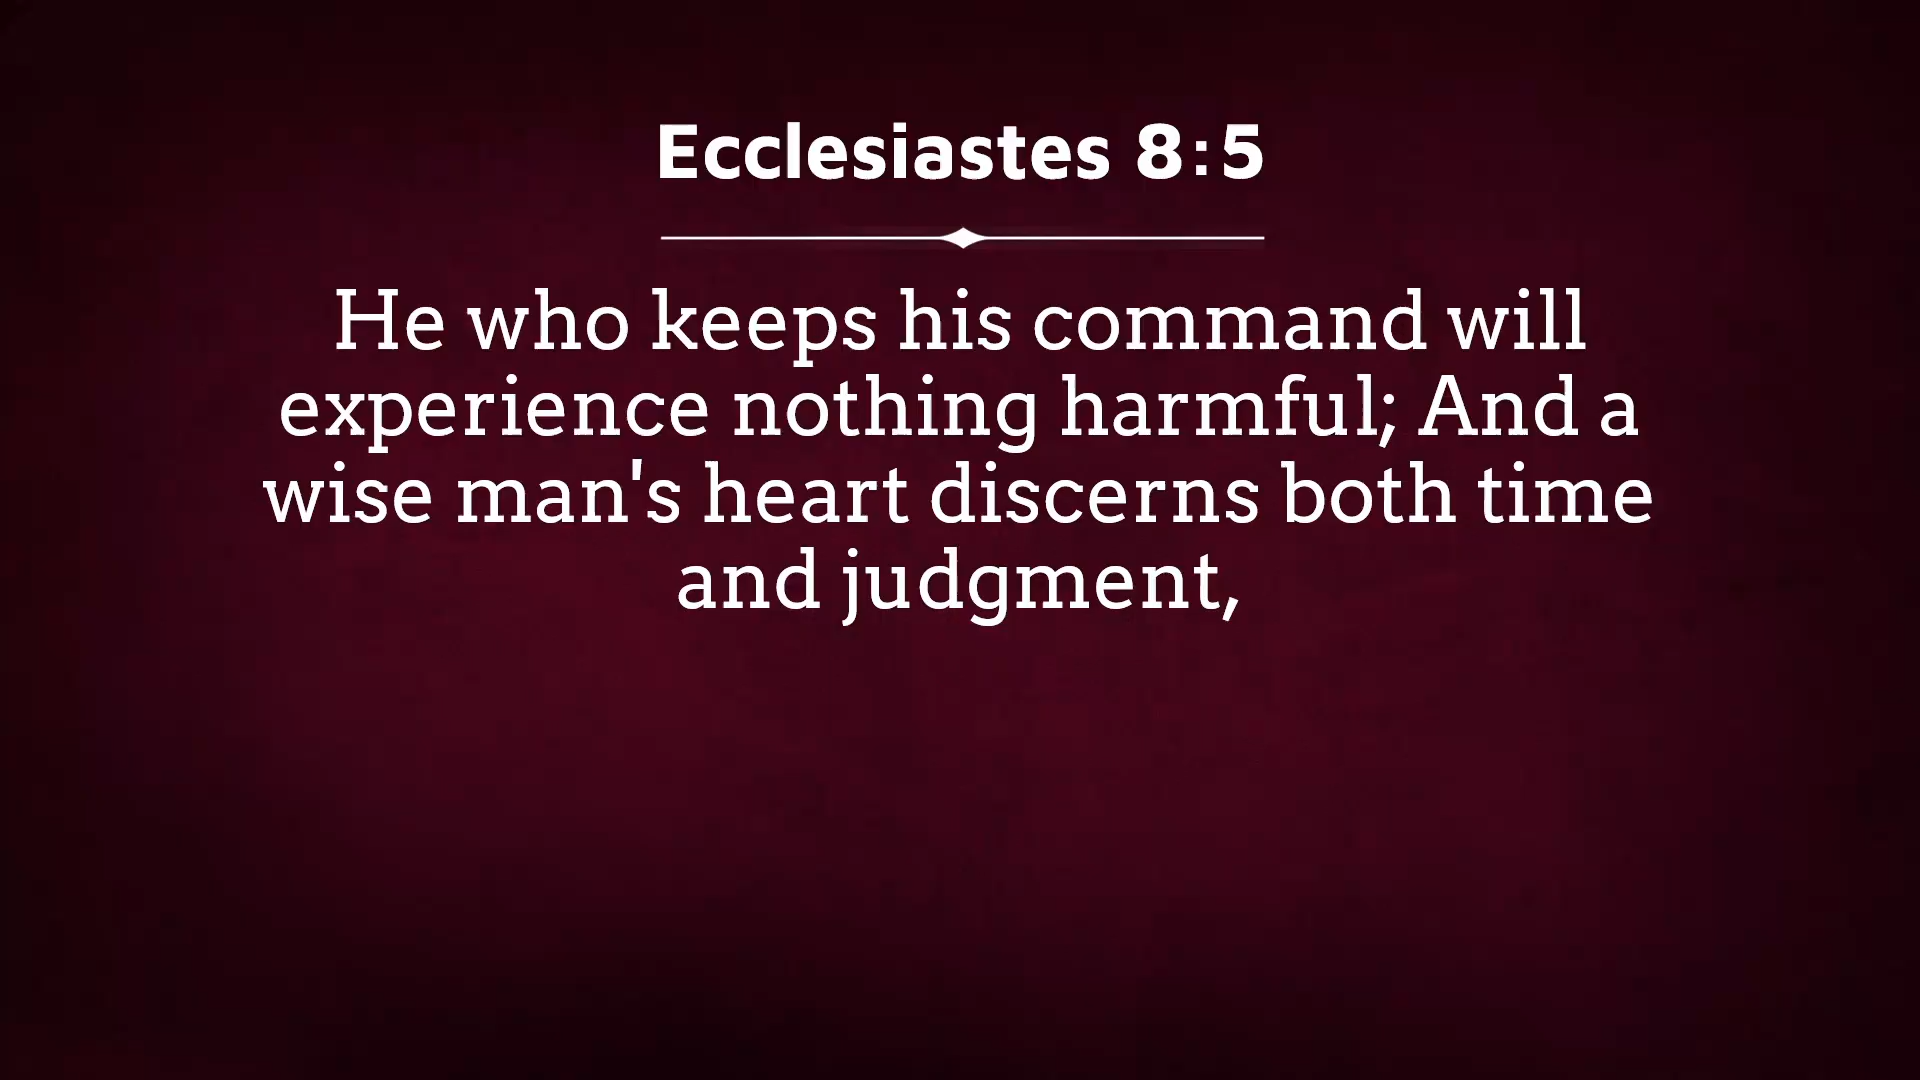 Ecclesiastes 8:5
He who keeps his command will
experience nothing harmful; And a
wise man's heart discerns both time
and judgment,